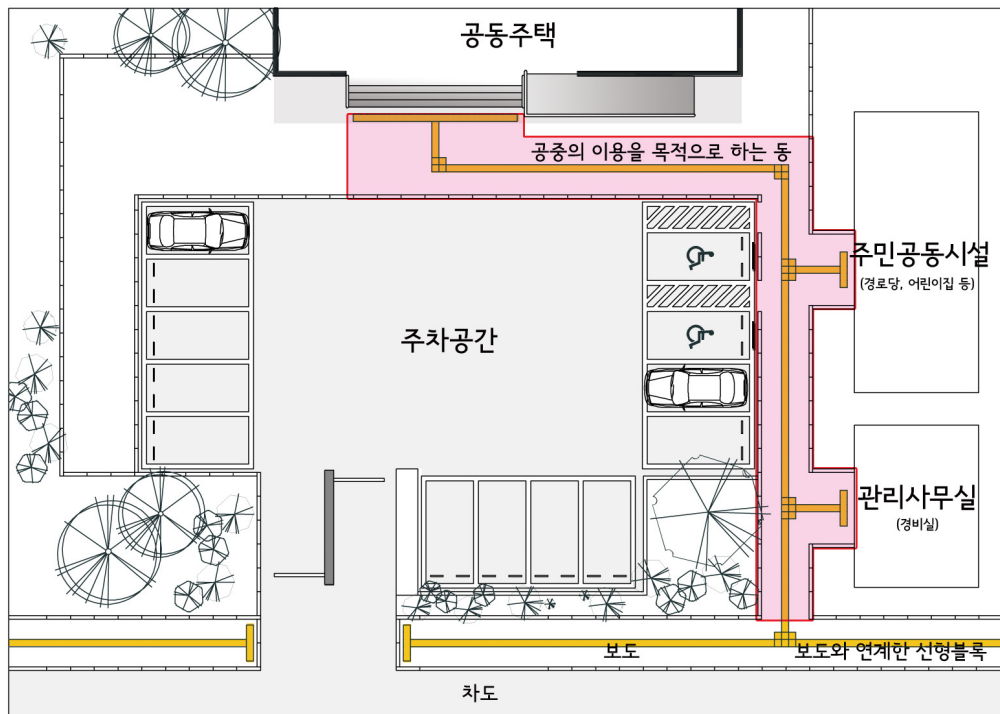 공동주택
공중의 이용을 목적으로 하는 동
주민공동시설
(경로당, 어린이집 등)
주차공간
관리사무실
(경비실)
보도
보도와 연계한 선형블록
차도